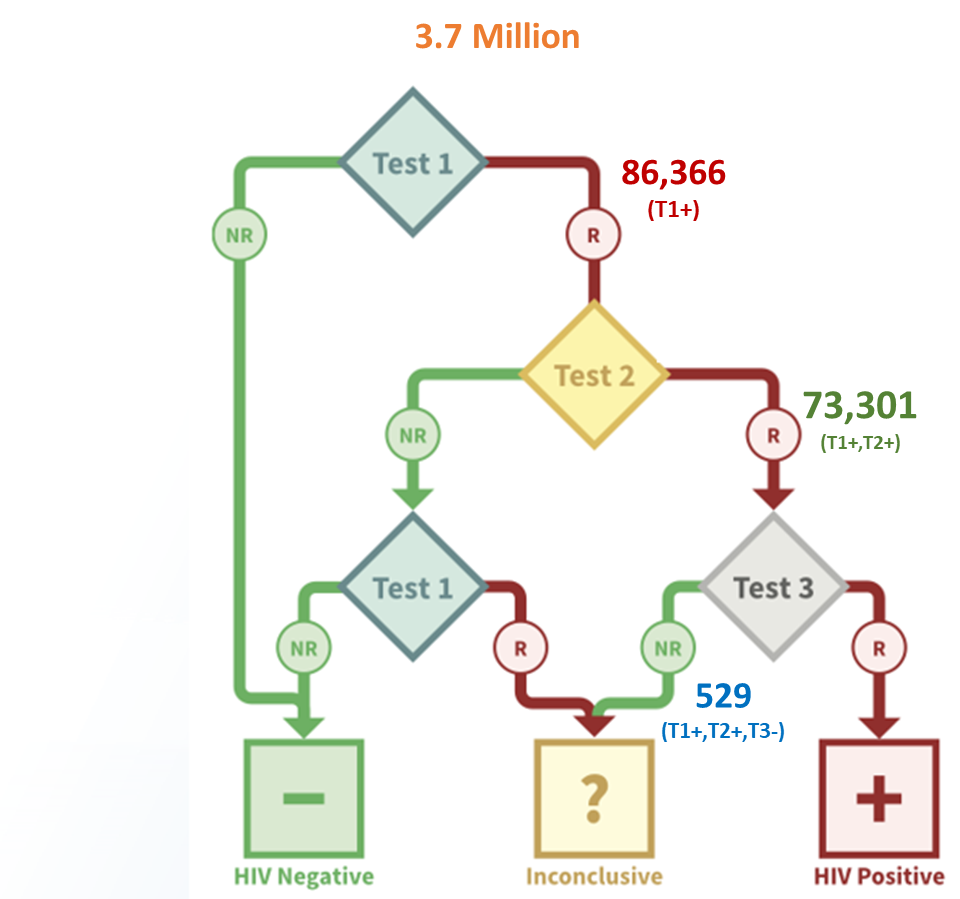 3.7 Million
Test 1
86,366
(T1+)
NR
R
Test 2
73,301
(T1+,T2+)
NR
R
Test 1
Test 3
NR
R
NR
R
529
(T1+,T2+,T3-)
−
?
+
HIV Negative
Inconclusive
HIV Positive